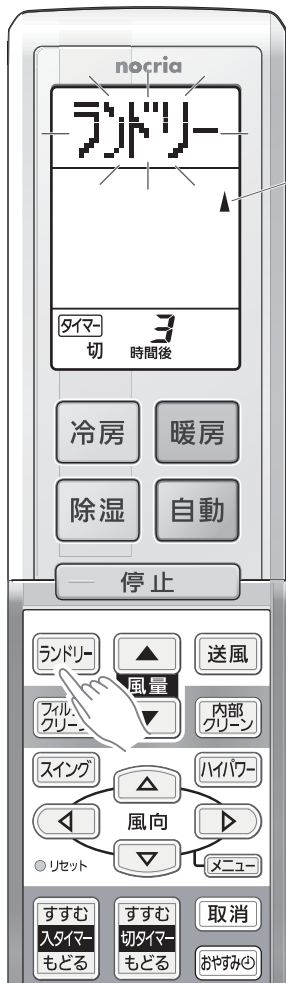 nocria
ランドリー
タイマー 3
切 時間後
冷房 暖房
除湿 自動
停止
ランドリー 送風
風量
クリーン 内部
クリーン
スイング ハイパワー
風向
リセット メニュー
すすむ すすむ 取消
入タイマー 切タイマー
もどる もどる おやすみ